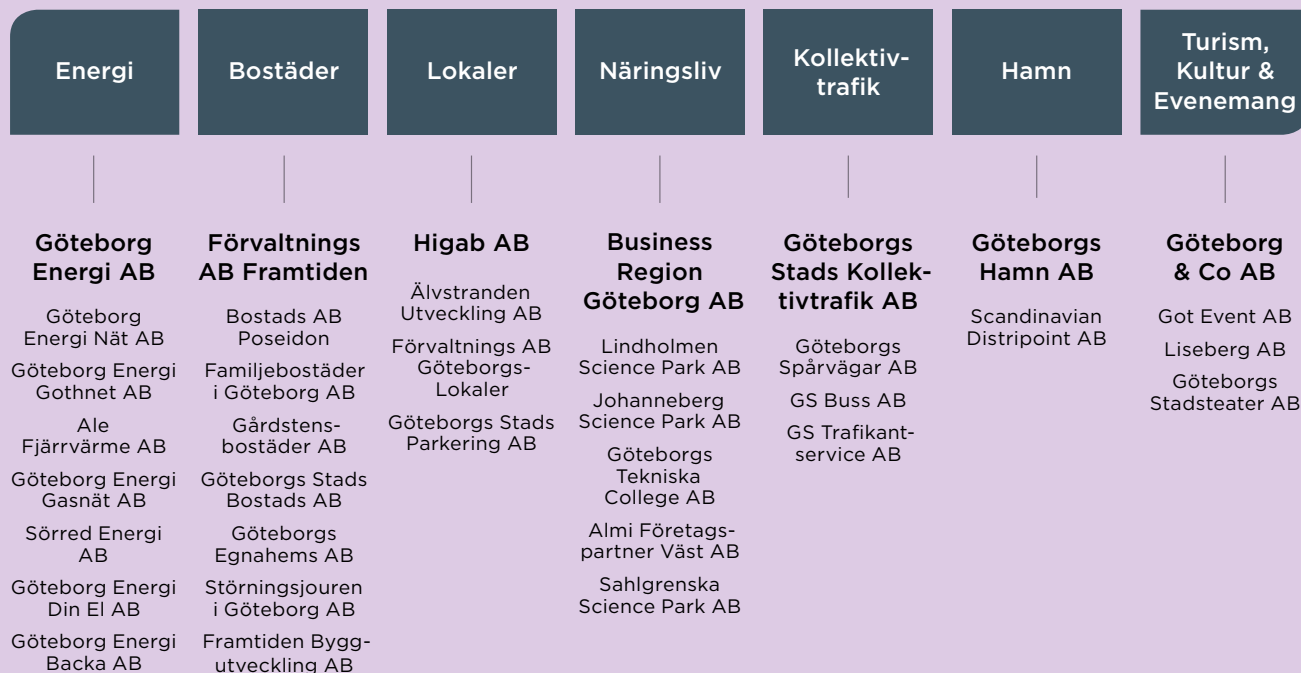 Energi
Bostäder
Lokaler
Näringsliv
Kollektiv-
trafik
Hamn
Turism,
Kultur &
Evenemang
Göteborg
Energi AB
Göteborg
Energi Nät AB
Göteborg Energi
Gothnet AB
Ale
Fjärrvärme AB
Göteborg Energi
Gasnät AB
Sörred Energi
AB
Göteborg Energi
Din El AB
Göteborg Energi
Backa AB
Förvaltnings
AB Framtiden
Bostads AB
Poseidon
Familjebostäder
i Göteborg AB
Gårdstens-
bostäder AB
Göteborgs Stads
Bostads AB
Göteborgs
Egnahems AB
Störningsjouren
i Göteborg AB
Framtiden Bygg-
utveckling AB
Higab AB
Älvstranden
Utveckling AB
Förvaltnings AB
Göteborgs-
Lokaler
Göteborgs Stads
Parkering AB
Business
Region
Göteborg AB
Lindholmen
Science Park AB
Johanneberg
Science Park AB
Göteborgs
Tekniska
College AB
Almi Företags-
partner Väst AB
Sahlgrenska
Science Park AB
Göteborgs
Stads Kollek-
tivtrafik AB
Göteborgs
Spårvägar AB
GS Buss AB
GS Trafikant-
service AB
Göteborgs
Hamn AB
Scandinavian
Distripoint AB
Göteborg
& Co AB
Got Event AB
Liseberg AB
Göteborgs
Stadsteater AB